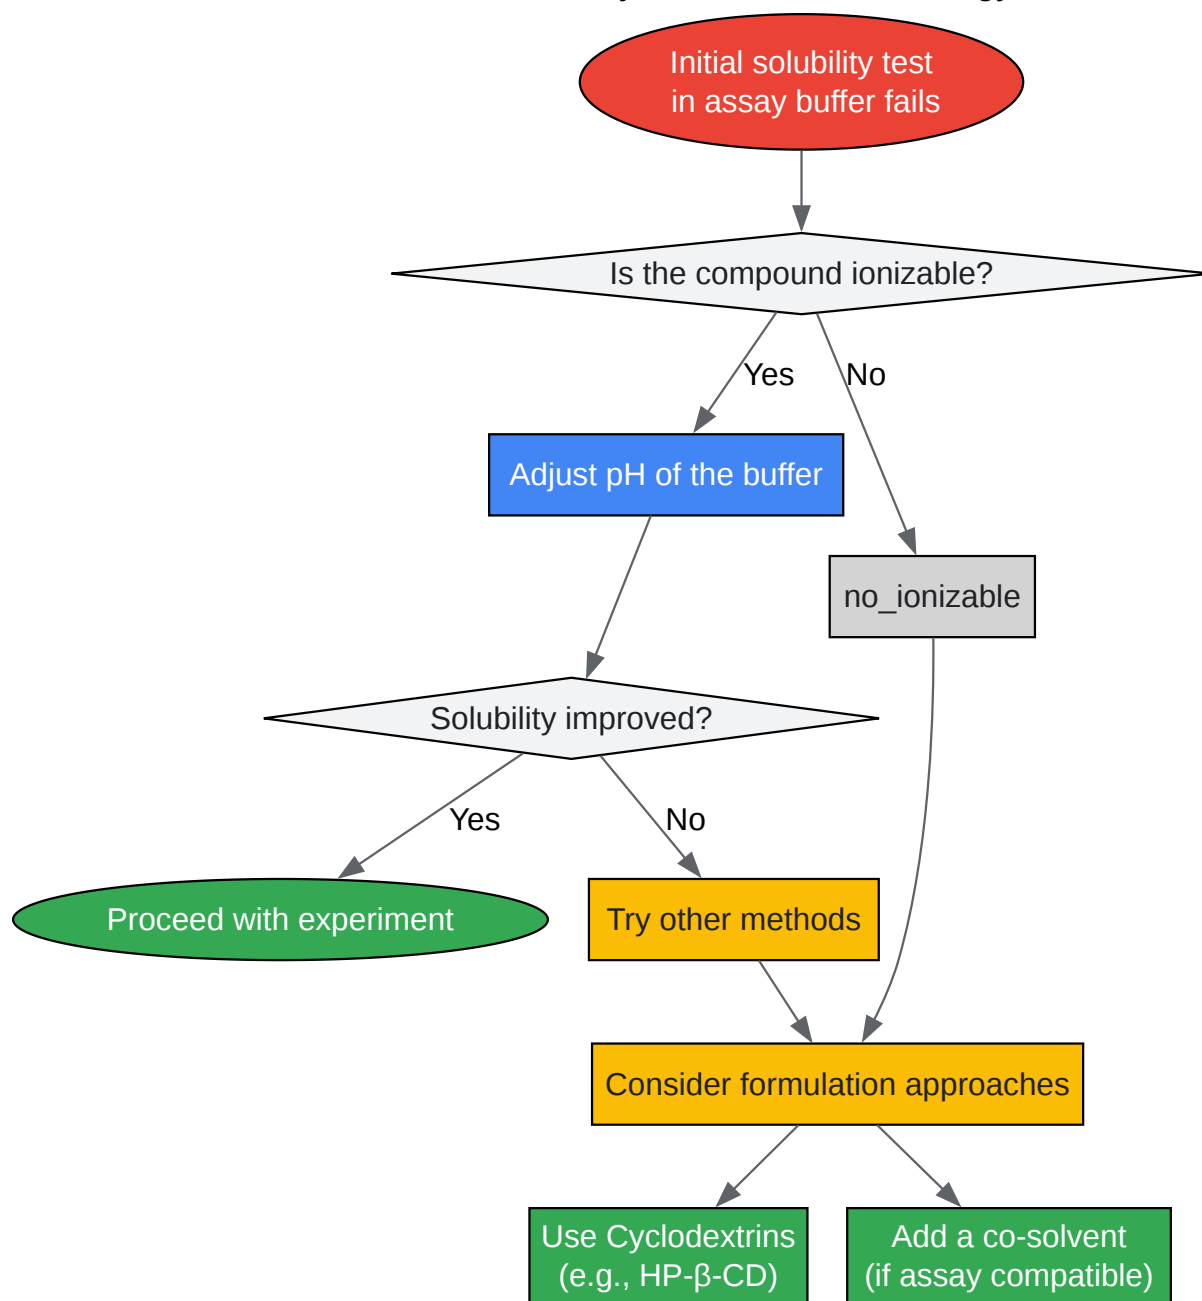 Initial solubility test
in assay buffer fails
Is the compound ionizable?
Yes
No
Adjust pH of the buffer
no_ionizable
Solubility improved?
Yes
No
Proceed with experiment
Try other methods
Consider formulation approaches
Use Cyclodextrins
(e.g., HP-β-CD)
Add a co-solvent
(if assay compatible)